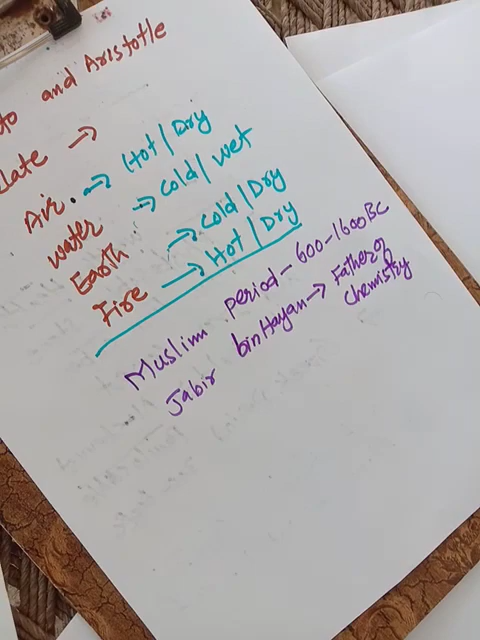 to and Aristotle
late →
Air. → Hot / Dry
water → Cold / wet
Earth → Cold / Dry
Fire → Hot / Dry
Muslim period - 600-1600 BC
Jabir bin Hayan → Father of
chemistry